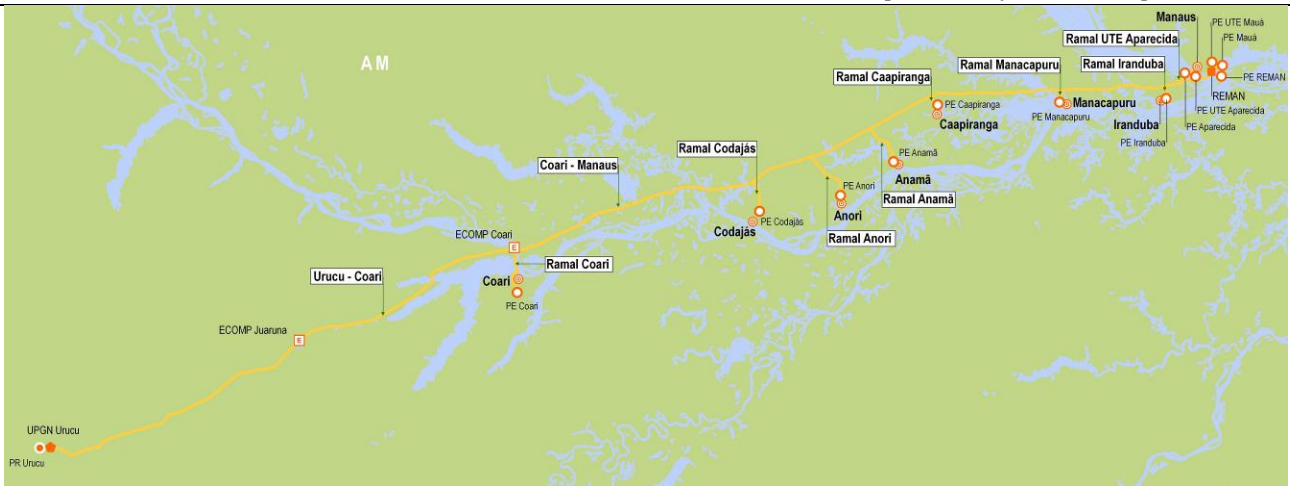 AM
Manaus
PE UTE Mauá
PE Mauá
Ramal UTE Aparecida
Ramal Manacapuru
Ramal Iranduba
Ramal Caapiranga
PE REMAN
REMAN
PE Caapiranga
Manacapuru
PE Manacapuru
Caapiranga
Iranduba
PE UTE Aparecida
PE Aparecida
PE Iranduba
Ramal Codajás
Coari - Manaus
PE Anamã
Anamã
PE Anori
Ramal Anamã
Anori
PE Codajás
Codajás
Ramal Anori
ECOMP Coari
Ramal Coari
Urucu - Coari
Coari
PE Coari
ECOMP Juaruna
UPGN Urucu
PR Urucu
E
E